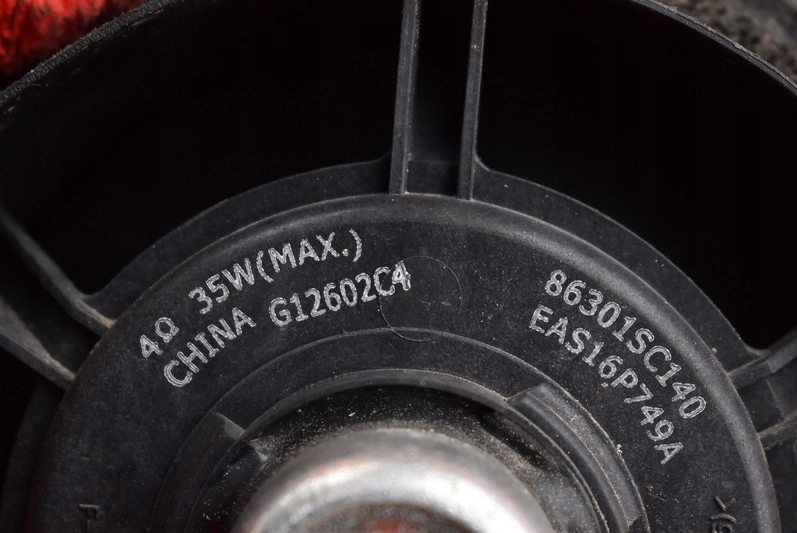 4Ω 35W(MAX.)
CHINA G12602C4
86301SC140
EAS16P749A